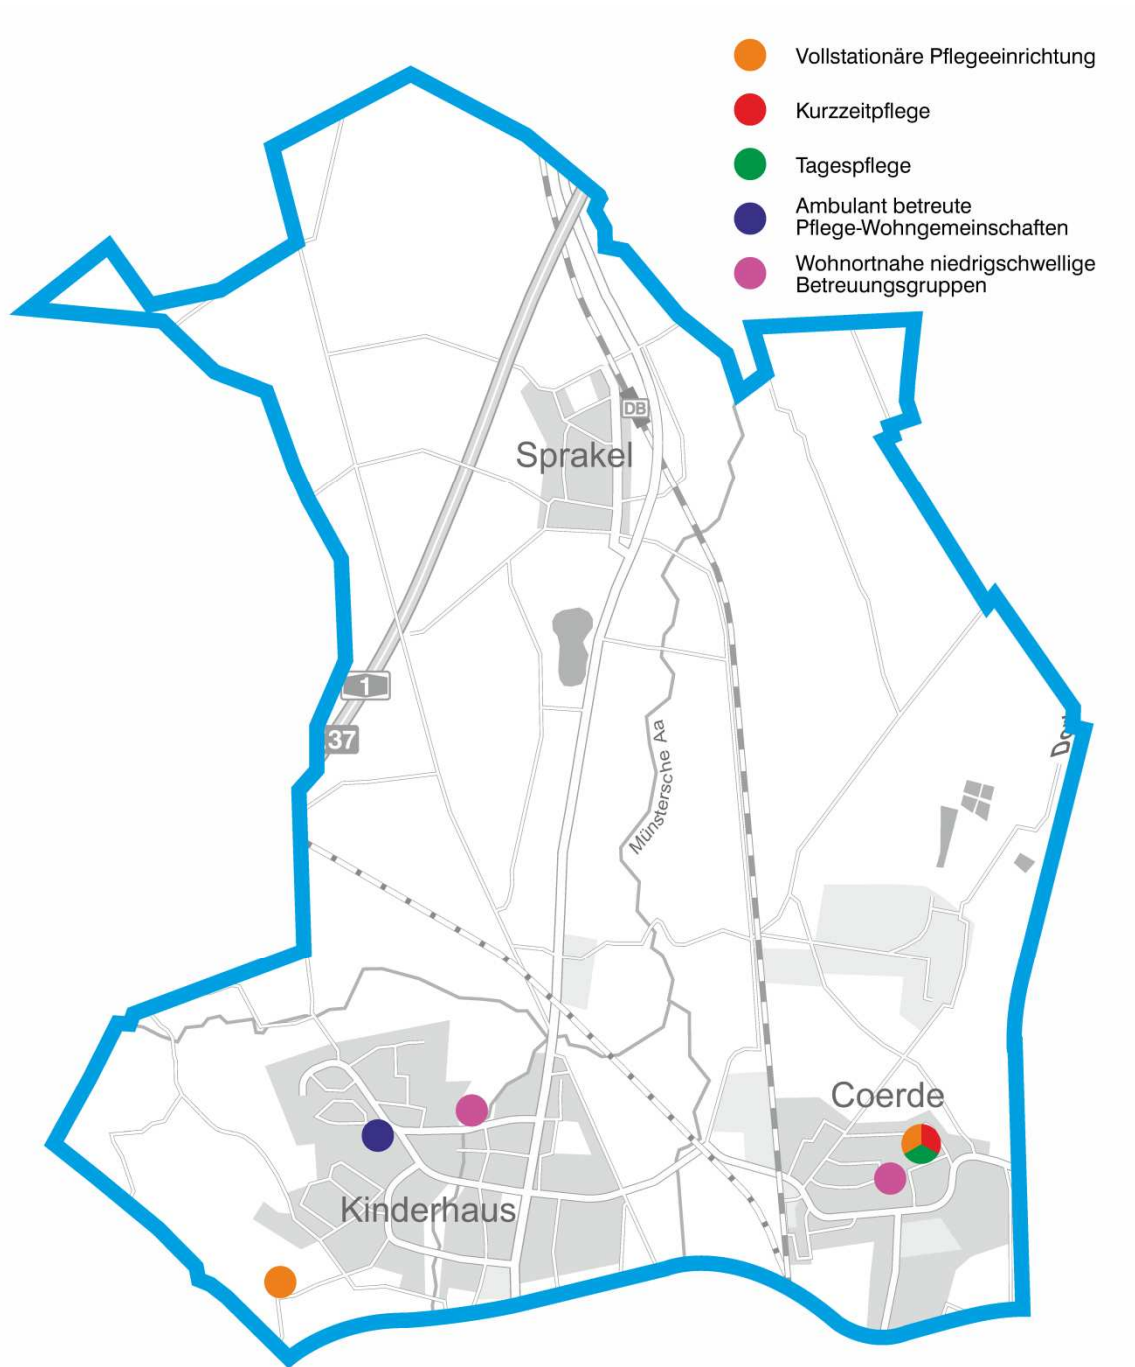 Vollstationäre Pflegeeinrichtung
Kurzzeitpflege
Tagespflege
Ambulant betreute
Pflege-Wohngemeinschaften
Wohnortnahe niedrigschwellige
Betreuungsgruppen
DB
Sprakel
1
37
Münstersche Aa
Coerde
Kinderhaus